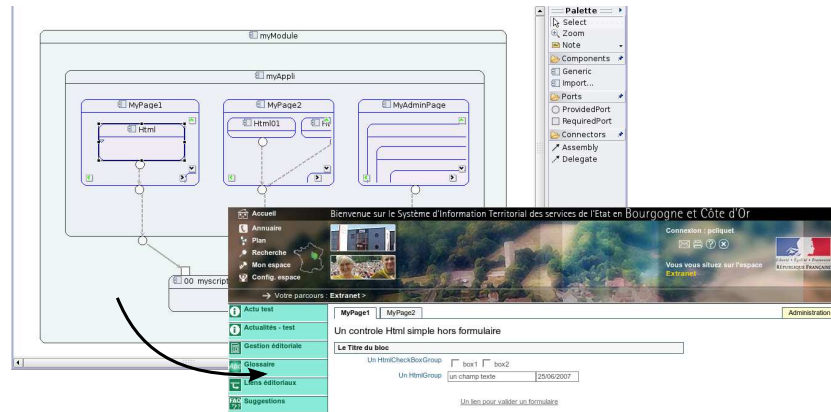 Palette
Select
Zoom
Note
Components
Generic
Import...
Ports
ProvidedPort
RequiredPort
Connectors
Assembly
Delegate
myModule
myAppli
MyPage1
MyPage2
MyAdminPage
Html
Html01
00 myscript
Accueil
Annuaire
Plan
Recherche
Mon espace
Config. espace
Bienvenue sur le Système d'Information Territorial des services de l'Etat en Bourgogne et Côte d'Or
Connexion : pcliquet
Vous vous situez sur l'espace
Extranet
RÉPUBLIQUE FRANÇAISE
Votre parcours : Extranet >
Actu test
Actualités - test
Gestion éditoriale
Glossaire
Liens éditoriaux
FAQ
Suggestions
MyPage1
MyPage2
Administration
Un controle Html simple hors formulaire
Le Titre du bloc
Un HtmlCheckBoxGroup
box1
box2
Un HtmlGroup
un champ texte
25/06/2007
Un lien pour valider un formulaire